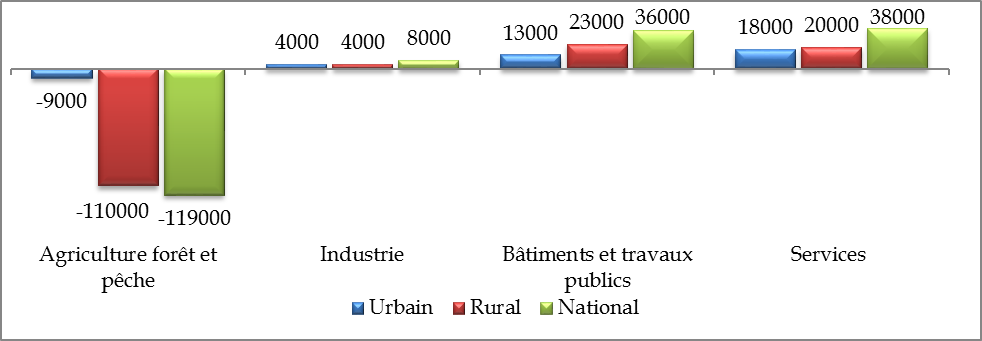 -9000
-110000
-119000
4000
4000
8000
13000
23000
36000
18000
20000
38000
Agriculture forêt et
pêche
Industrie
Bâtiments et travaux
publics
Services
Urbain
Rural
National